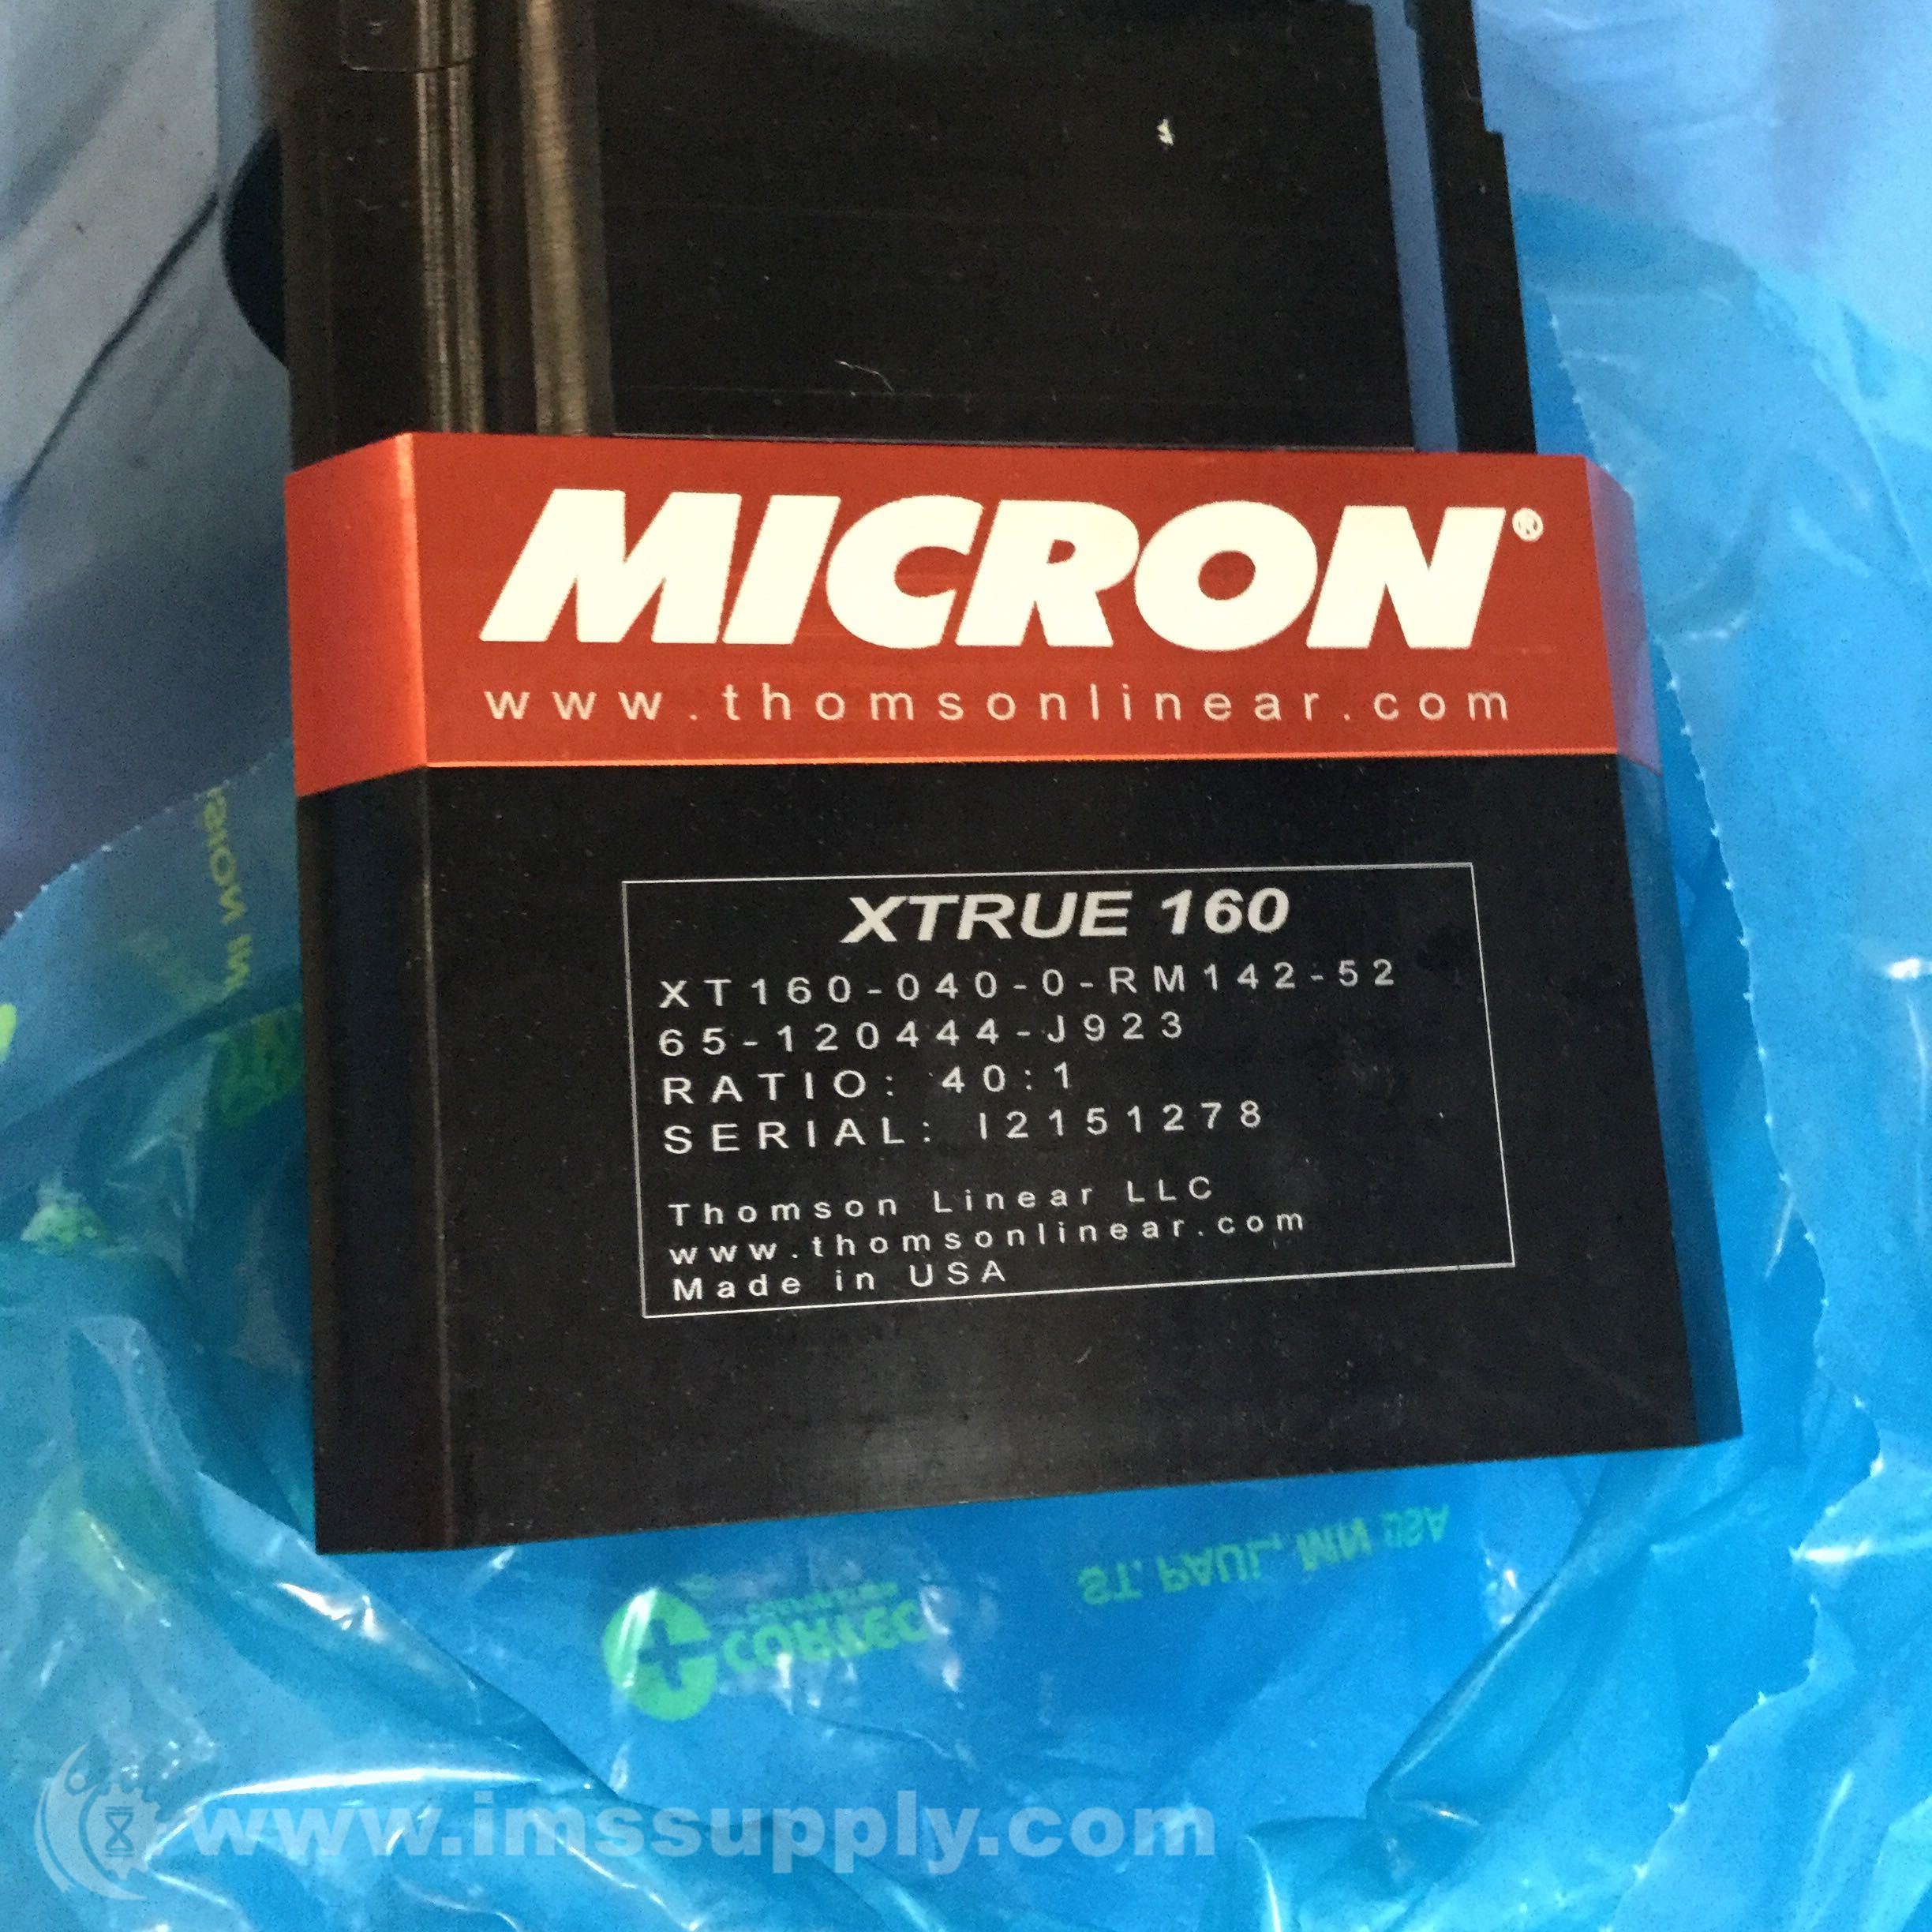 MICRON®
www.thomsonlinear.com
XTRUE 160
XT160-040-0-RM142-52
65-120444-J923
RATIO: 40:1
SERIAL: I2151278
Thomson Linear LLC
www.thomsonlinear.com
Made in USA
ST. PAUL, MN USA
CORTEC
www.imssupply.com